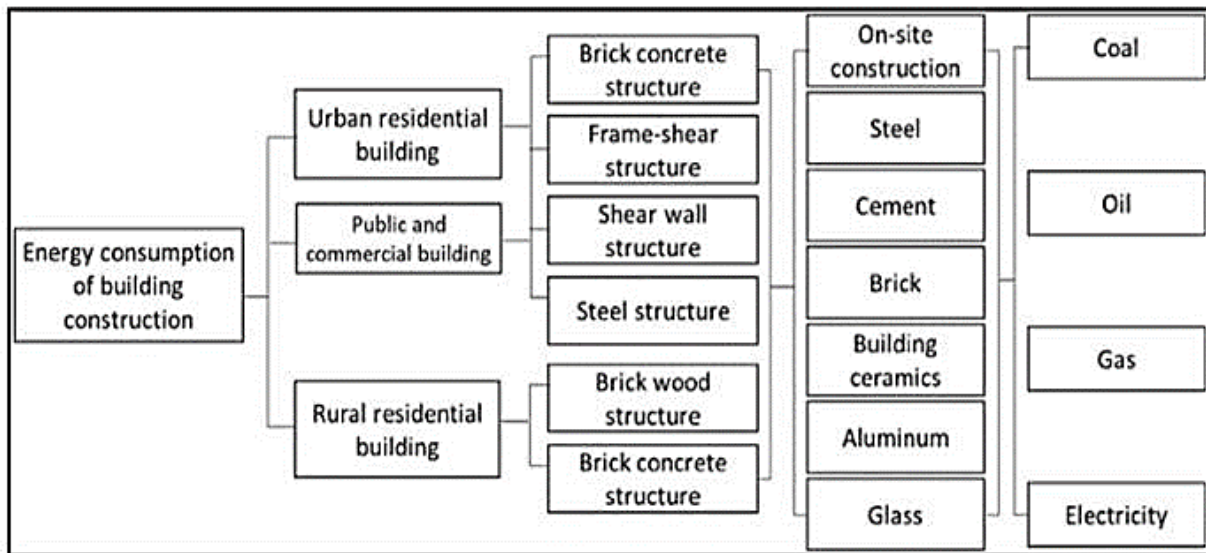 Energy consumption
of building
construction
Urban residential
building
Public and
commercial building
Rural residential
building
Brick concrete
structure
Frame-shear
structure
Shear wall
structure
Steel structure
Brick wood
structure
Brick concrete
structure
On-site
construction
Steel
Cement
Brick
Building
ceramics
Aluminum
Glass
Coal
Oil
Gas
Electricity